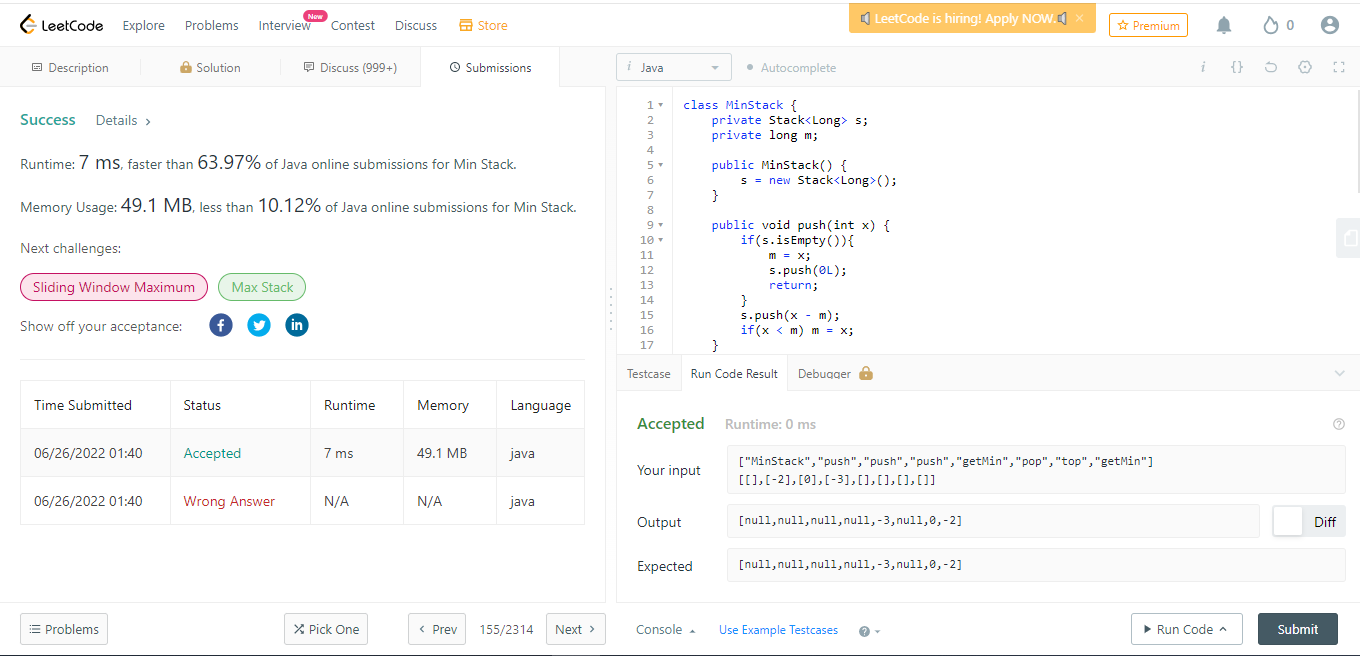 LeetCode Explore Problems Interview New Contest Discuss Store LeetCode is hiring! Apply NOW. × Premium 0
Description Solution Discuss (999+) Submissions
i Java Autocomplete i {}
Success Details >
Runtime: 7 ms, faster than 63.97% of Java online submissions for Min Stack.
Memory Usage: 49.1 MB, less than 10.12% of Java online submissions for Min Stack.
Next challenges:
Sliding Window Maximum Max Stack
Show off your acceptance: f in
Time Submitted Status Runtime Memory Language
06/26/2022 01:40 Accepted 7 ms 49.1 MB java
06/26/2022 01:40 Wrong Answer N/A N/A java
1 class MinStack {
2 private Stack<Long> s;
3 private long m;
4
5 public MinStack() {
6 s = new Stack<Long>();
7 }
8
9 public void push(int x) {
10 if(s.isEmpty()){
11 m = x;
12 s.push(0L);
13 return;
14 }
15 s.push(x - m);
16 if(x < m) m = x;
17 }
Testcase Run Code Result Debugger
Accepted Runtime: 0 ms ?
Your input ["MinStack","push","push","push","getMin","pop","top","getMin"]
[[],[-2],[0],[-3],[],[],[],[]]
Output [null,null,null,null,-3,null,0,-2] Diff
Expected [null,null,null,null,-3,null,0,-2]
Problems Pick One < Prev 155/2314 Next > Console Use Example Testcases ? Run Code Submit